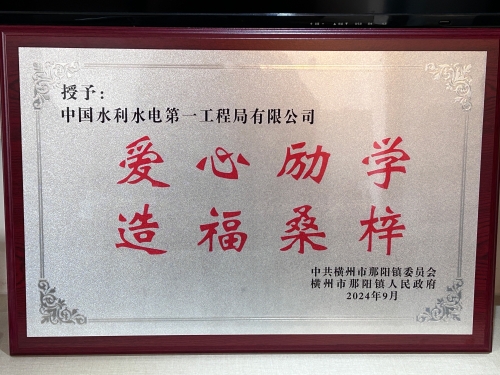 授予：
中国水利水电第一工程局有限公司
爱心励学
造福桑梓
中共横州市那阳镇委员会
横州市那阳镇人民政府
2024年9月